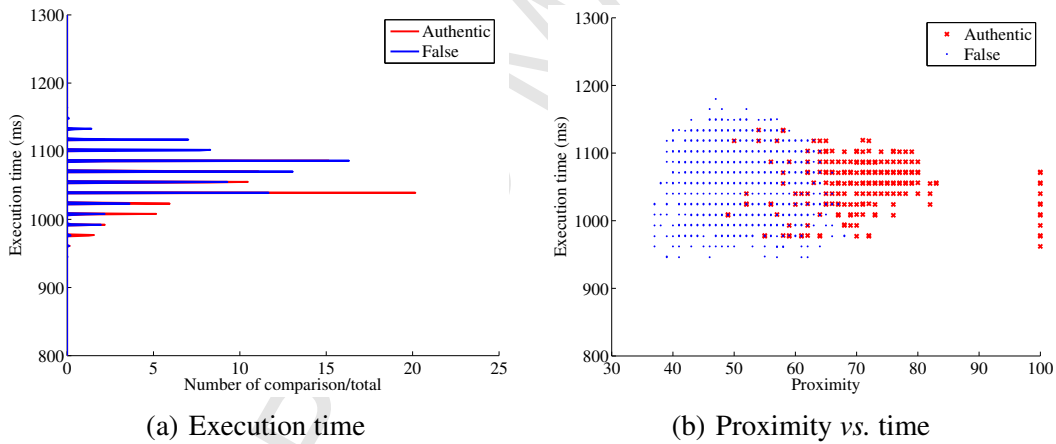 1300
1200
1100
1000
900
800
Execution time (ms)
0
5
10
15
20
25
Number of comparison/total
Authentic
False
(a) Execution time
1300
1200
1100
1000
900
800
Execution time (ms)
30
40
50
60
70
80
90
100
Proximity
Authentic
False
(b) Proximity vs. time